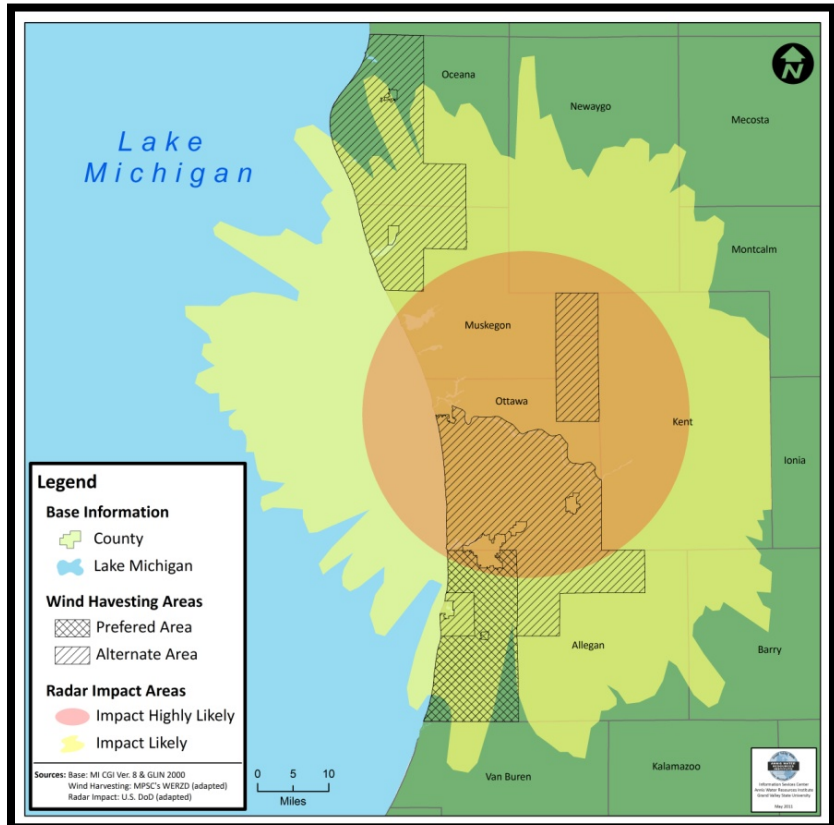 Oceana
Newaygo
Mecosta
N
Lake
Michigan
Montcalm
Muskegon
Ottawa
Kent
Ionia
Legend
Base Information
County
Lake Michigan
Wind Havesting Areas
Prefered Area
Alternate Area
Radar Impact Areas
Impact Highly Likely
Impact Likely
Sources: Base: MI CGI Ver. 8 & GLIN 2000
Wind Harvesting: MPSC's WERZD (adapted)
Radar Impact: U.S. DoD (adapted)
Allegan
Barry
0 5 10
Miles
Van Buren
Kalamazoo
Information Services Center
Annis Water Resources Institute
Grand Valley State University
May 2011